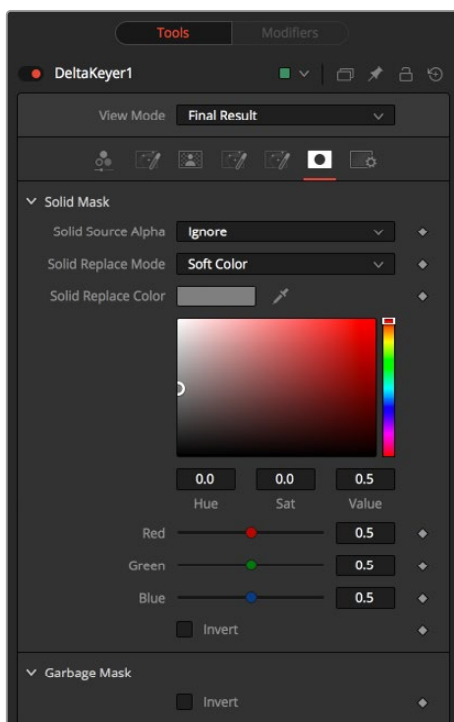 Tools Modifiers
DeltaKeyer1
View Mode Final Result
Solid Mask
Solid Source Alpha Ignore
Solid Replace Mode Soft Color
Solid Replace Color
0.0 0.0 0.5
Hue Sat Value
Red 0.5
Green 0.5
Blue 0.5
Invert
Garbage Mask
Invert